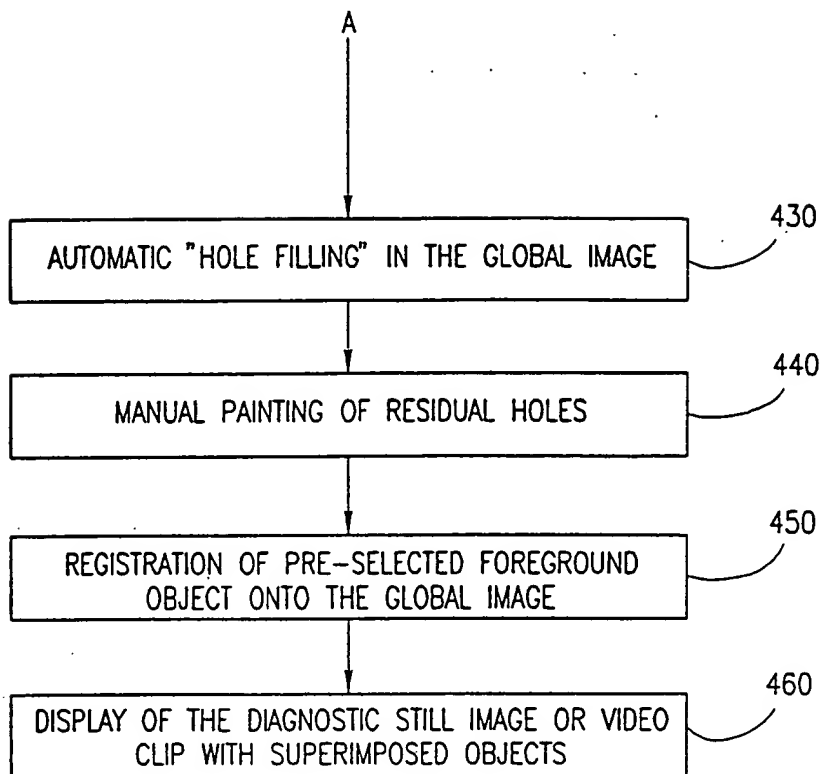 A
430
AUTOMATIC "HOLE FILLING" IN THE GLOBAL IMAGE
440
MANUAL PAINTING OF RESIDUAL HOLES
450
REGISTRATION OF PRE-SELECTED FOREGROUND
OBJECT ONTO THE GLOBAL IMAGE
460
DISPLAY OF THE DIAGNOSTIC STILL IMAGE OR VIDEO
CLIP WITH SUPERIMPOSED OBJECTS